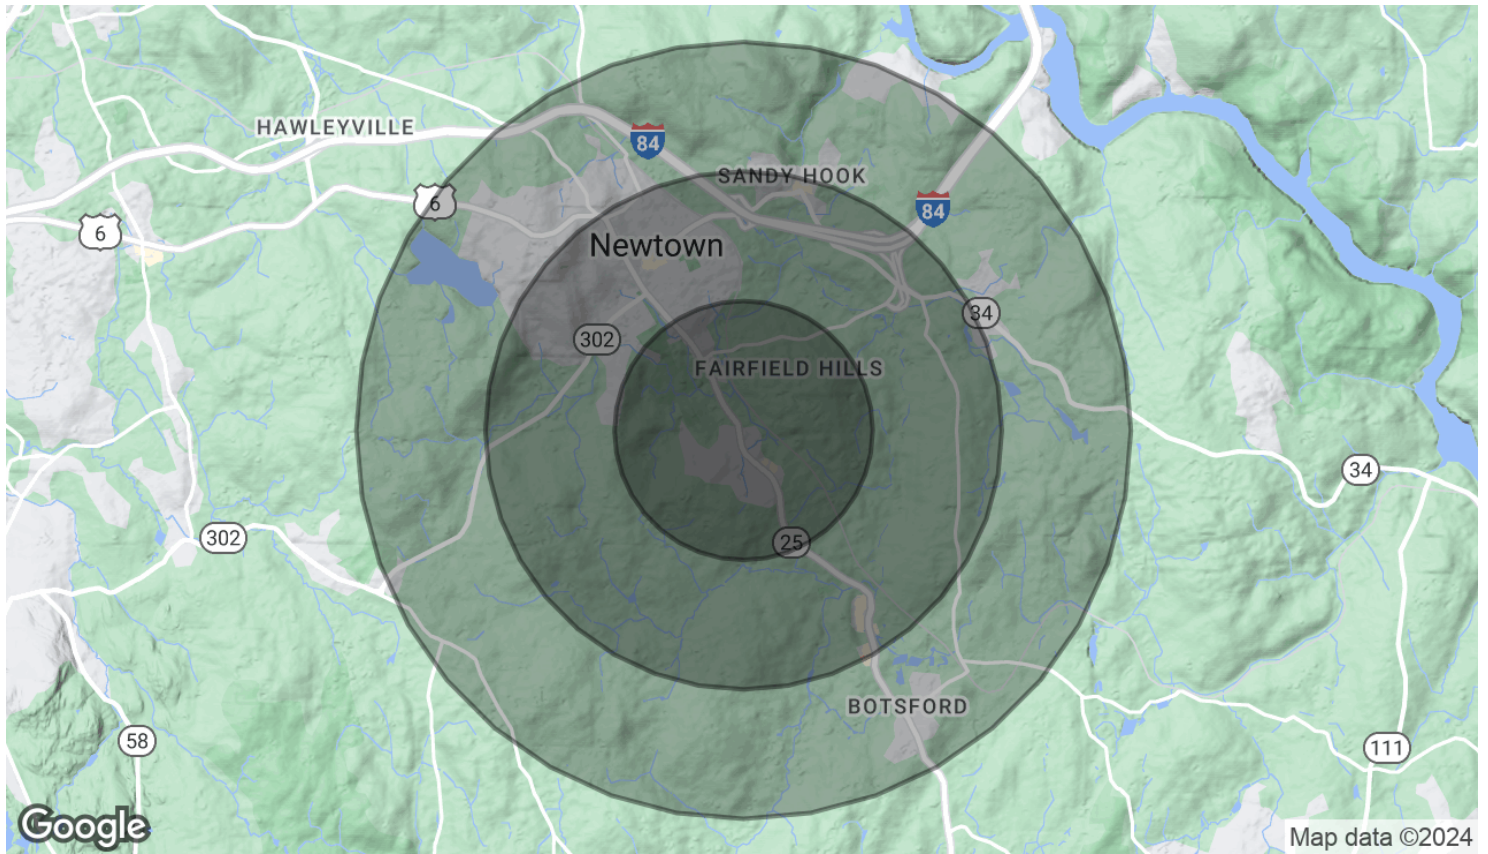 HAWLEYVILLE
84
SANDY HOOK
6
84
6
Newtown
34
302
FAIRFIELD HILLS
34
302
25
BOTSFORD
58
111
Google
Map data ©2024